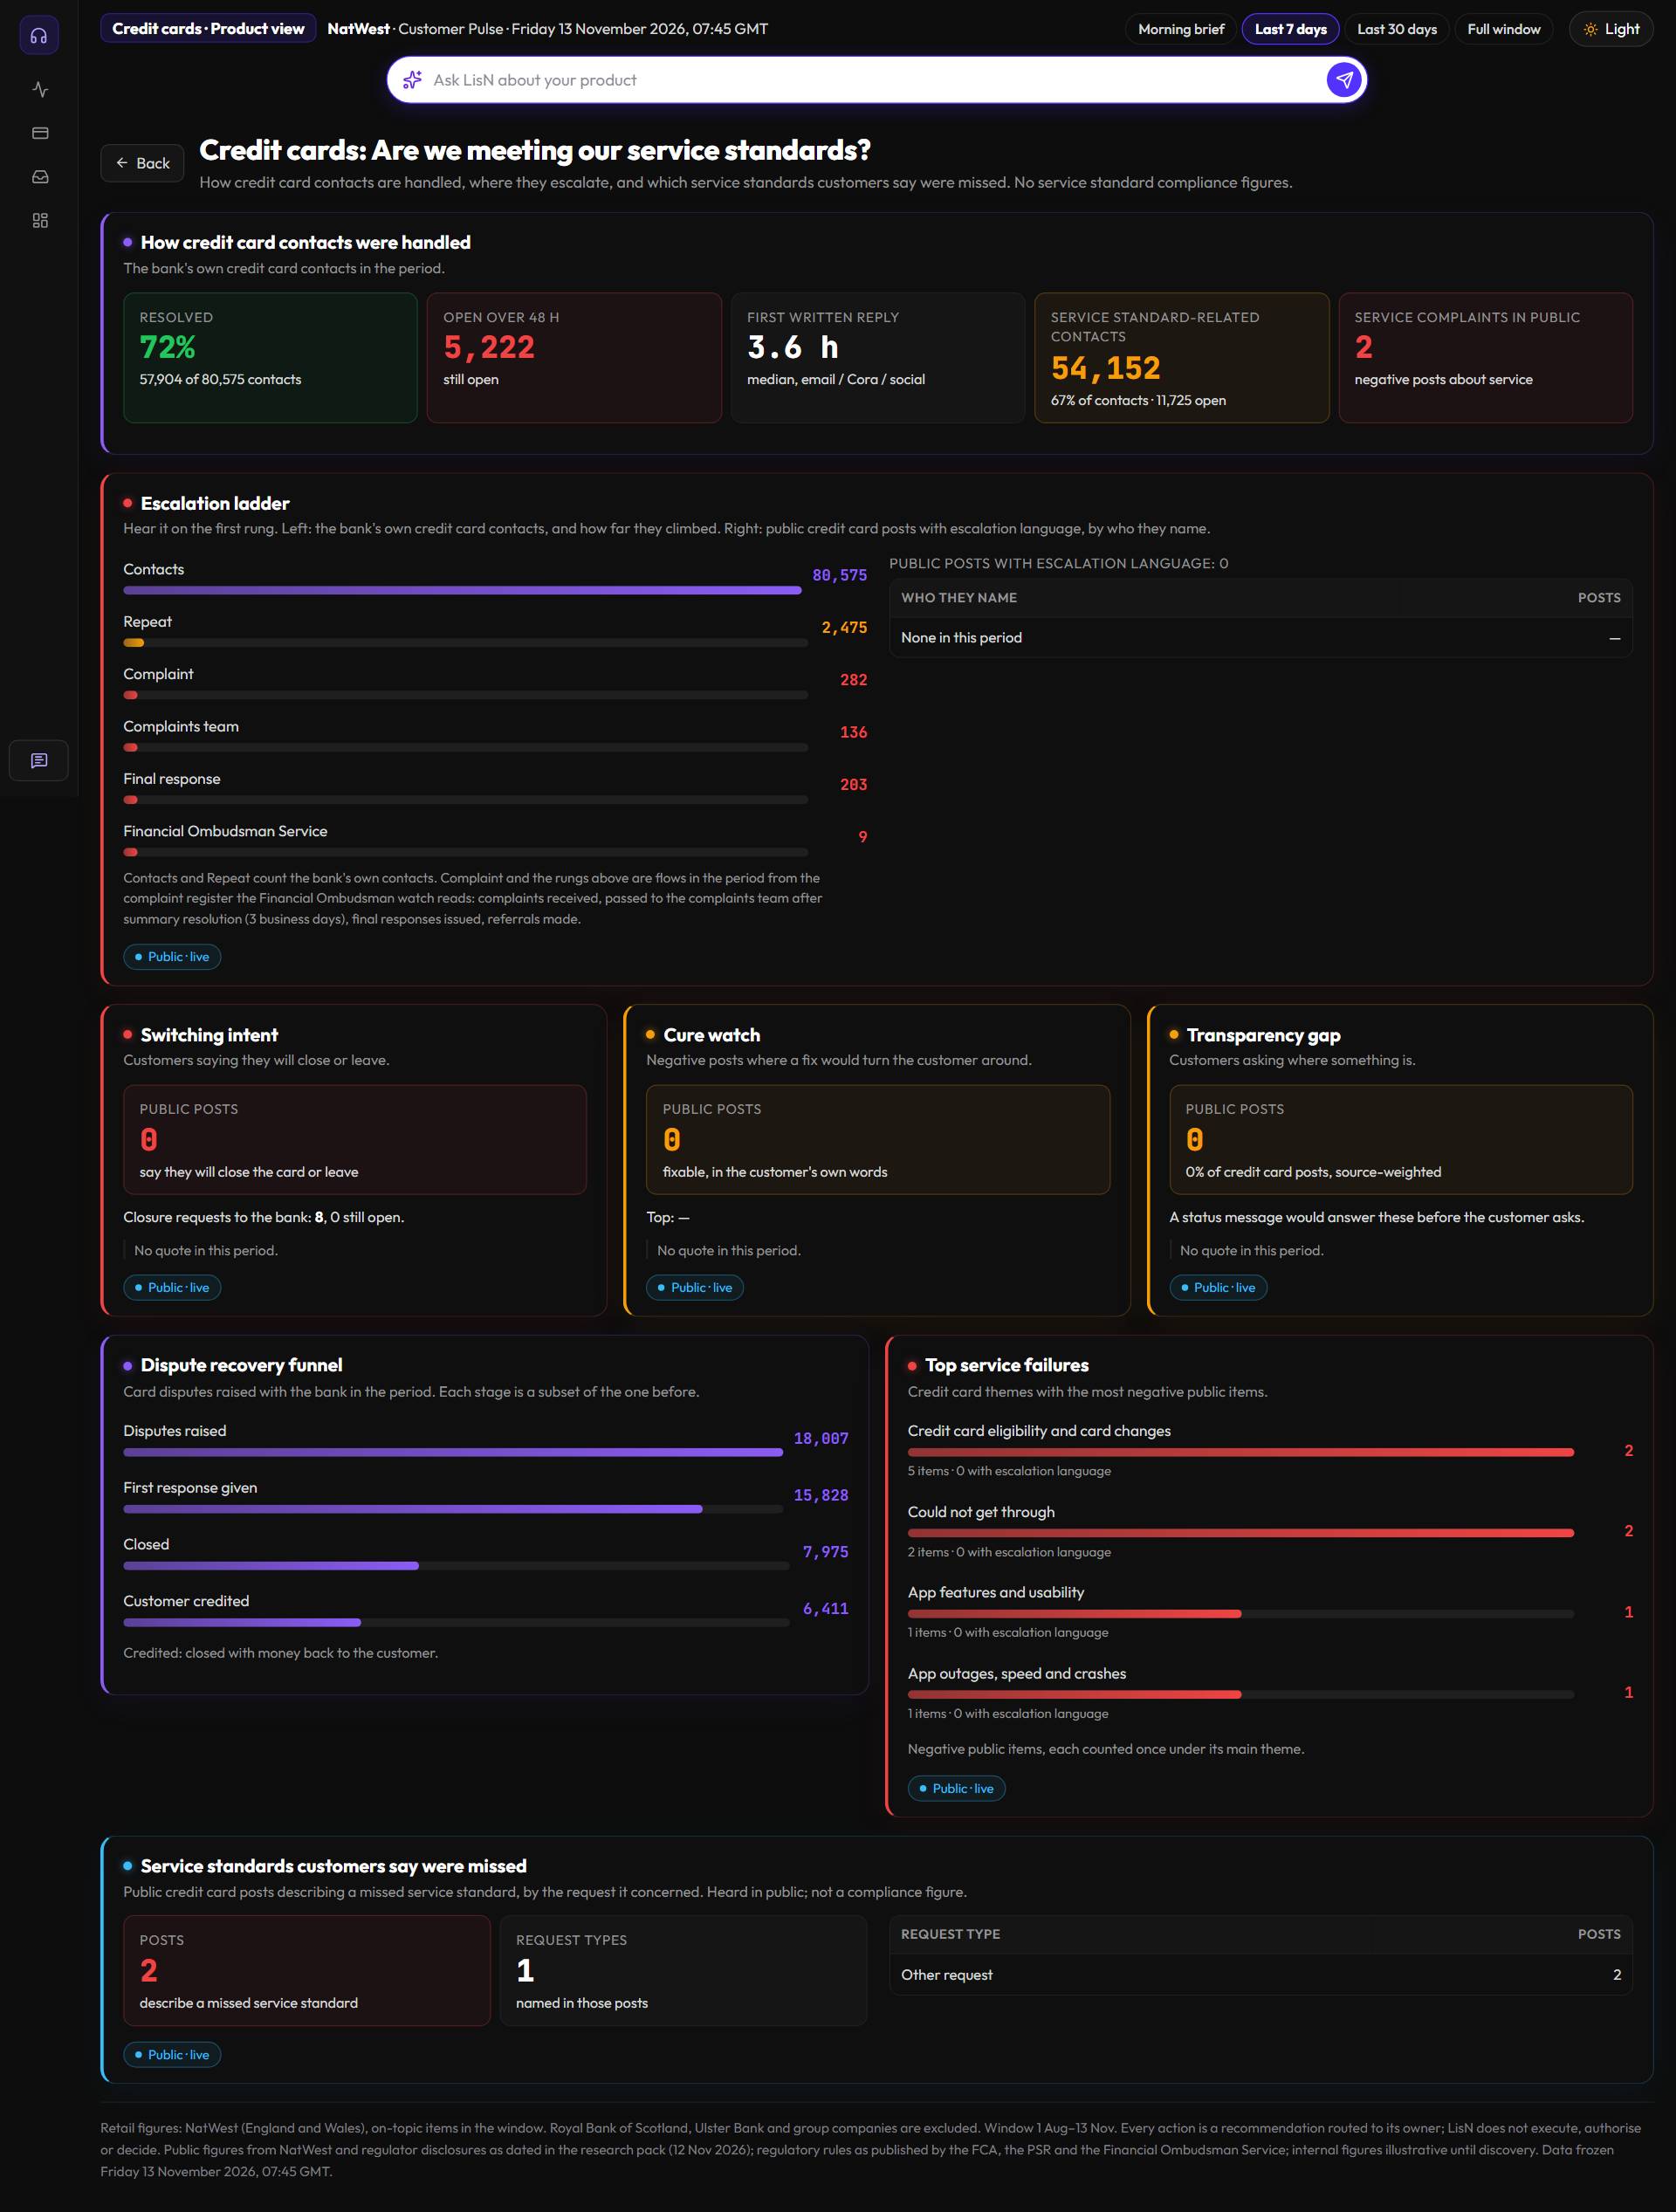 Credit cards · Product view
NatWest · Customer Pulse · Friday 13 November 2026, 07:45 GMT
Morning brief
Last 7 days
Last 30 days
Full window
Light
Ask LisN about your product
Back
Credit cards: Are we meeting our service standards?
How credit card contacts are handled, where they escalate, and which service standards customers say were missed. No service standard compliance figures.
How credit card contacts were handled
The bank's own credit card contacts in the period.
RESOLVED
72%
57,904 of 80,575 contacts
OPEN OVER 48 H
5,222
still open
FIRST WRITTEN REPLY
3.6 h
median, email / Cora / social
SERVICE STANDARD-RELATED
CONTACTS
54,152
67% of contacts · 11,725 open
SERVICE COMPLAINTS IN PUBLIC
2
negative posts about service
Escalation ladder
Hear it on the first rung. Left: the bank's own credit card contacts, and how far they climbed. Right: public credit card posts with escalation language, by who they name.
Contacts
80,575
Repeat
2,475
Complaint
282
Complaints team
136
Final response
203
Financial Ombudsman Service
9
Contacts and Repeat count the bank's own contacts. Complaint and the rungs above are flows in the period from the
complaint register the Financial Ombudsman watch reads: complaints received, passed to the complaints team after
summary resolution (3 business days), final responses issued, referrals made.
Public · live
PUBLIC POSTS WITH ESCALATION LANGUAGE: 0
WHO THEY NAME POSTS
None in this period —
Switching intent
Customers saying they will close or leave.
PUBLIC POSTS
0
say they will close the card or leave
Closure requests to the bank: 8, 0 still open.
No quote in this period.
Public · live
Cure watch
Negative posts where a fix would turn the customer around.
PUBLIC POSTS
0
fixable, in the customer's own words
Top: —
No quote in this period.
Public · live
Transparency gap
Customers asking where something is.
PUBLIC POSTS
0
0% of credit card posts, source-weighted
A status message would answer these before the customer asks.
No quote in this period.
Public · live
Dispute recovery funnel
Card disputes raised with the bank in the period. Each stage is a subset of the one before.
Disputes raised
18,007
First response given
15,828
Closed
7,975
Customer credited
6,411
Credited: closed with money back to the customer.
Top service failures
Credit card themes with the most negative public items.
Credit card eligibility and card changes
2
5 items · 0 with escalation language
Could not get through
2
2 items · 0 with escalation language
App features and usability
1
1 items · 0 with escalation language
App outages, speed and crashes
1
1 items · 0 with escalation language
Negative public items, each counted once under its main theme.
Public · live
Service standards customers say were missed
Public credit card posts describing a missed service standard, by the request it concerned. Heard in public; not a compliance figure.
POSTS
2
describe a missed service standard
REQUEST TYPES
1
named in those posts
REQUEST TYPE POSTS
Other request 2
Public · live
Retail figures: NatWest (England and Wales), on-topic items in the window. Royal Bank of Scotland, Ulster Bank and group companies are excluded. Window 1 Aug–13 Nov. Every action is a recommendation routed to its owner; LisN does not execute, authorise
or decide. Public figures from NatWest and regulator disclosures as dated in the research pack (12 Nov 2026); regulatory rules as published by the FCA, the PSR and the Financial Ombudsman Service; internal figures illustrative until discovery. Data frozen
Friday 13 November 2026, 07:45 GMT.